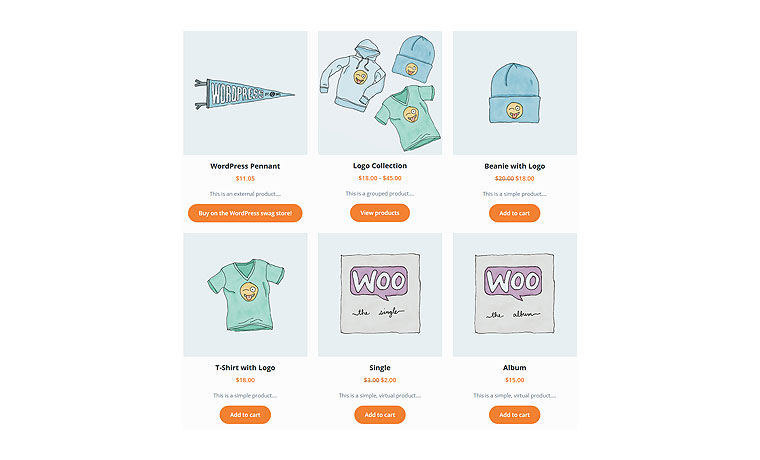 WORDPRESS
WordPress Pennant
$11.05
This is an external product....
Buy on the WordPress swag store!
Logo Collection
$18.00 - $45.00
This is a grouped product....
View products
Beanie with Logo
$20.00 $18.00
This is a simple product....
Add to cart
T-Shirt with Logo
$18.00
This is a simple product....
Add to cart
WOO
the single
Single
$3.00 $2.00
This is a simple, virtual product....
Add to cart
WOO
the album
Album
$15.00
This is a simple, virtual product....
Add to cart